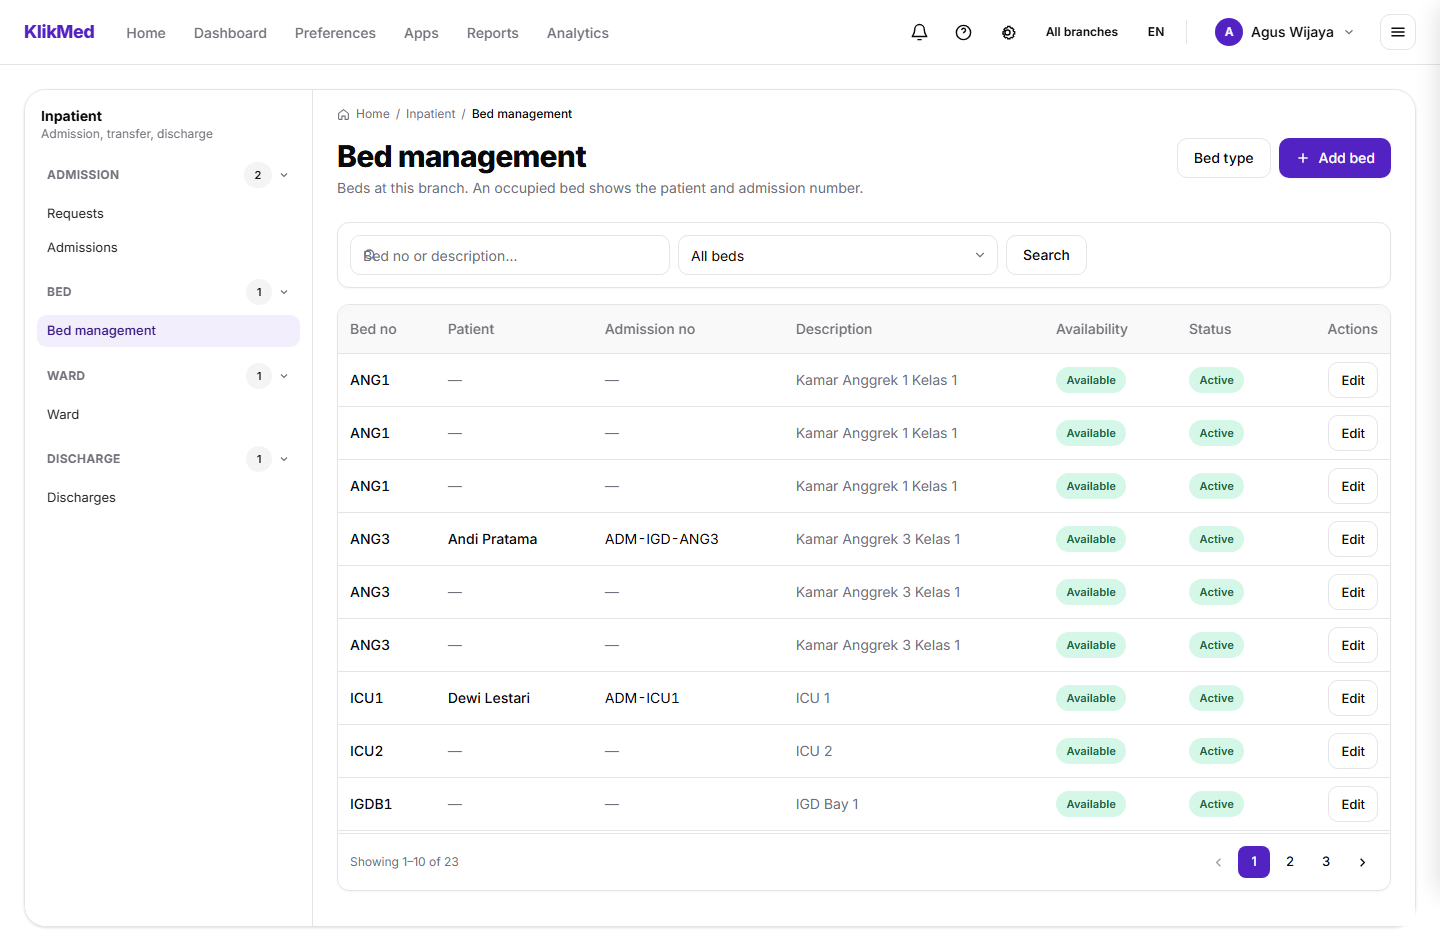 KlikMed Home Dashboard Preferences Apps Reports Analytics All branches EN A Agus Wijaya
Inpatient
Admission, transfer, discharge
ADMISSION 2
Requests
Admissions
BED 1
Bed management
WARD 1
Ward
DISCHARGE 1
Discharges
Home / Inpatient / Bed management
Bed management
Beds at this branch. An occupied bed shows the patient and admission number.
Bed type + Add bed
Bed no or description... All beds Search
Bed no Patient Admission no Description Availability Status Actions
ANG1 — — Kamar Anggrek 1 Kelas 1 Available Active Edit
ANG1 — — Kamar Anggrek 1 Kelas 1 Available Active Edit
ANG1 — — Kamar Anggrek 1 Kelas 1 Available Active Edit
ANG3 Andi Pratama ADM-IGD-ANG3 Kamar Anggrek 3 Kelas 1 Available Active Edit
ANG3 — — Kamar Anggrek 3 Kelas 1 Available Active Edit
ANG3 — — Kamar Anggrek 3 Kelas 1 Available Active Edit
ICU1 Dewi Lestari ADM-ICU1 ICU 1 Available Active Edit
ICU2 — — ICU 2 Available Active Edit
IGDB1 — — IGD Bay 1 Available Active Edit
Showing 1–10 of 23 ‹ 1 2 3 ›